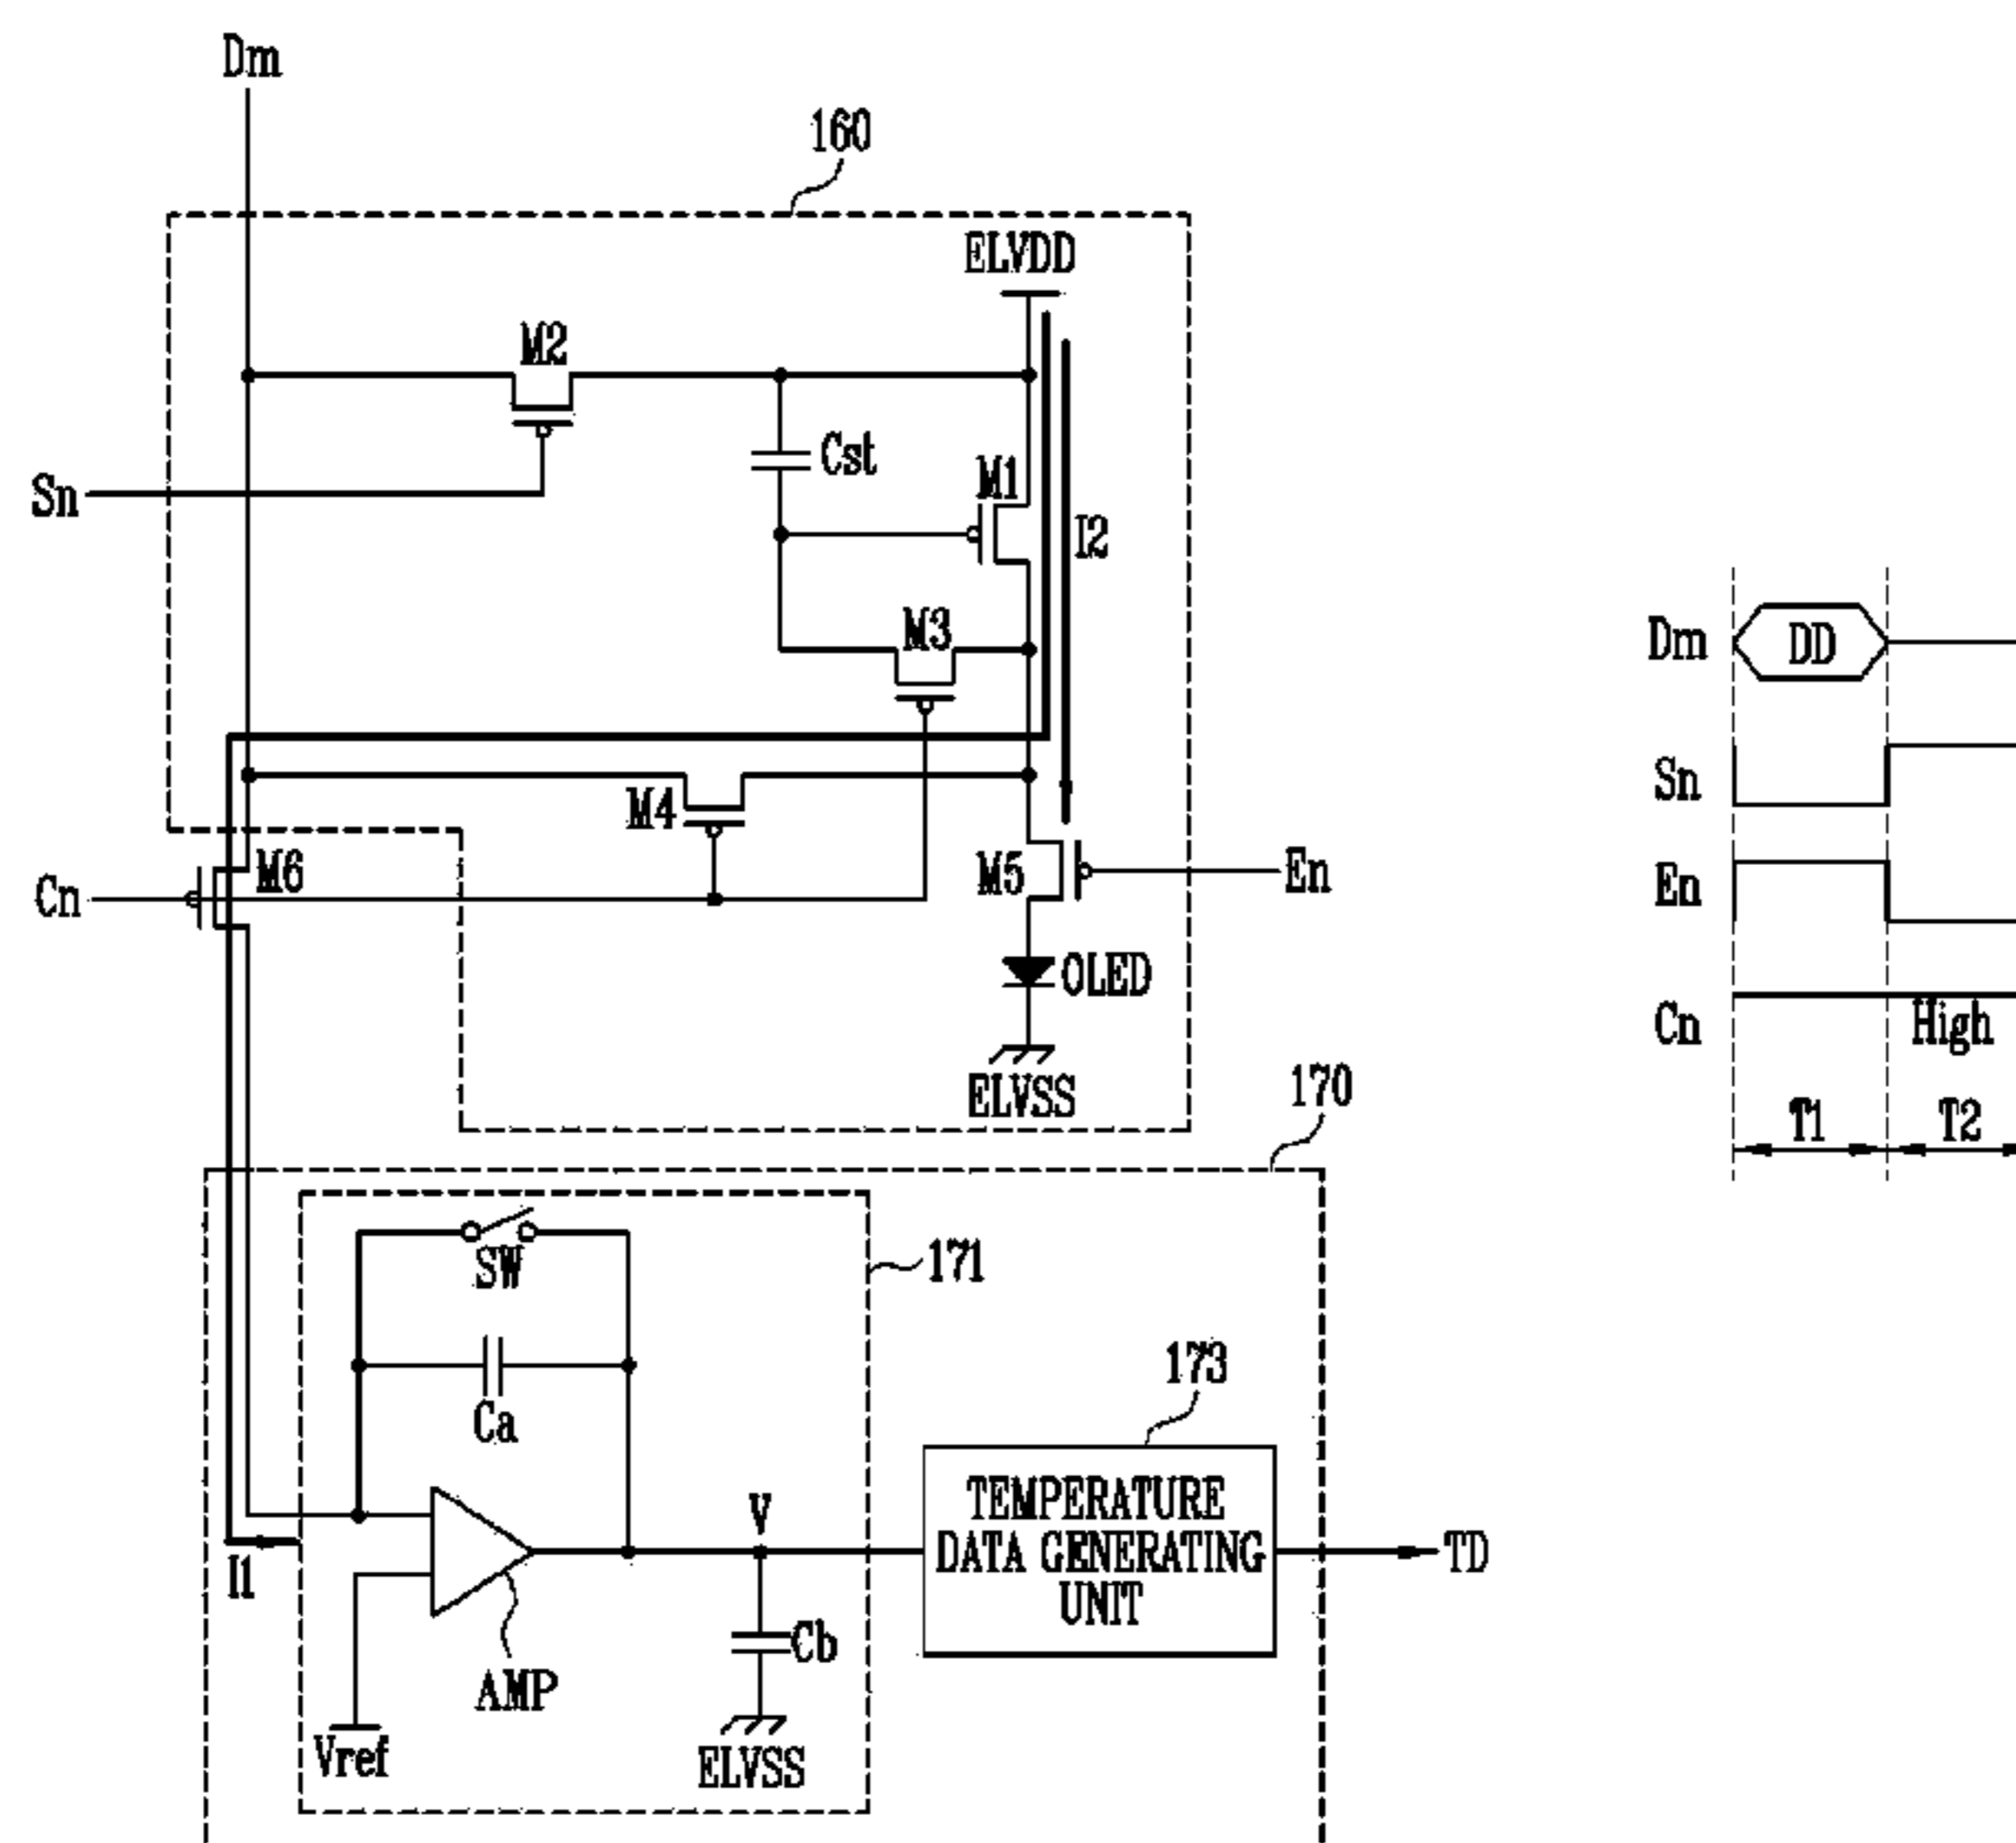 Dm
160
ELVDD
M2
Cst
M1
Sn
I2
M3
M4
M6
M5
Cn
En
OLED
ELVSS
170
SW
171
Ca
173
V
TEMPERATURE
DATA GENERATING
UNIT
TD
I1
Cb
AMP
Vref
ELVSS
Dm
DD
Sn
En
Cn
High
T1
T2